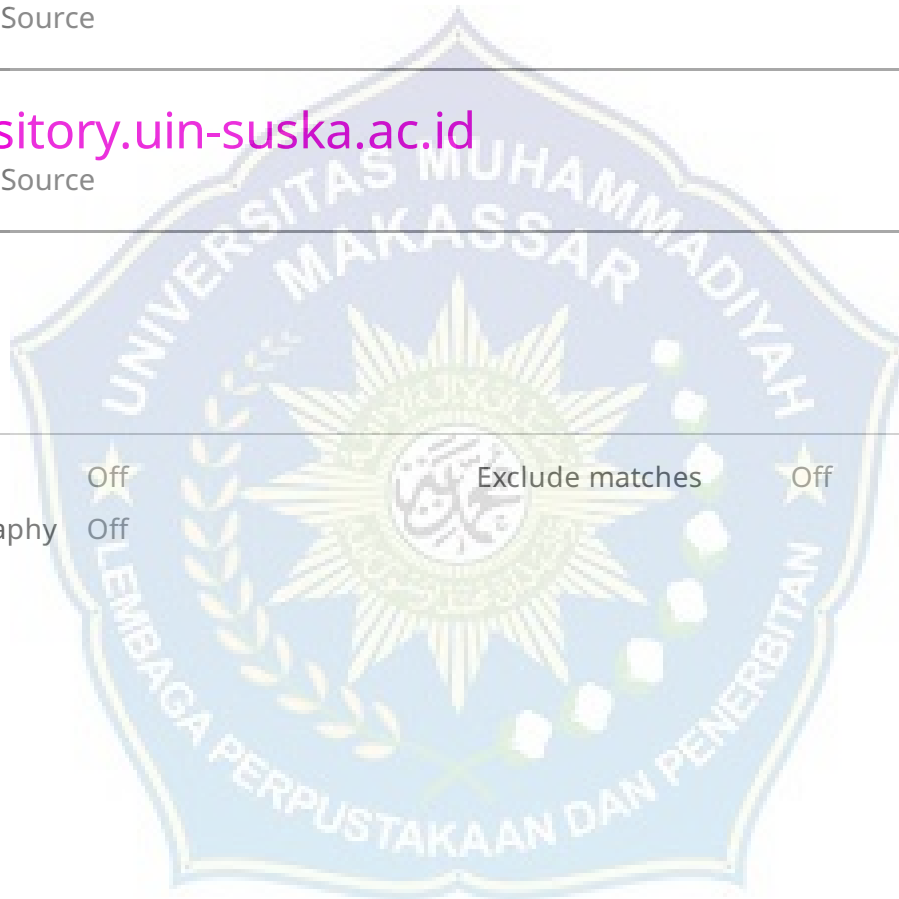 Source
sitory.uin-suska.ac.id
Source
UNIVERSITAS MUHAMMADIYAH
MAKASSAR
Off Exclude matches Off
aphy Off
LEMBAGA PERPUSTAKAAN DAN PENERBITAN